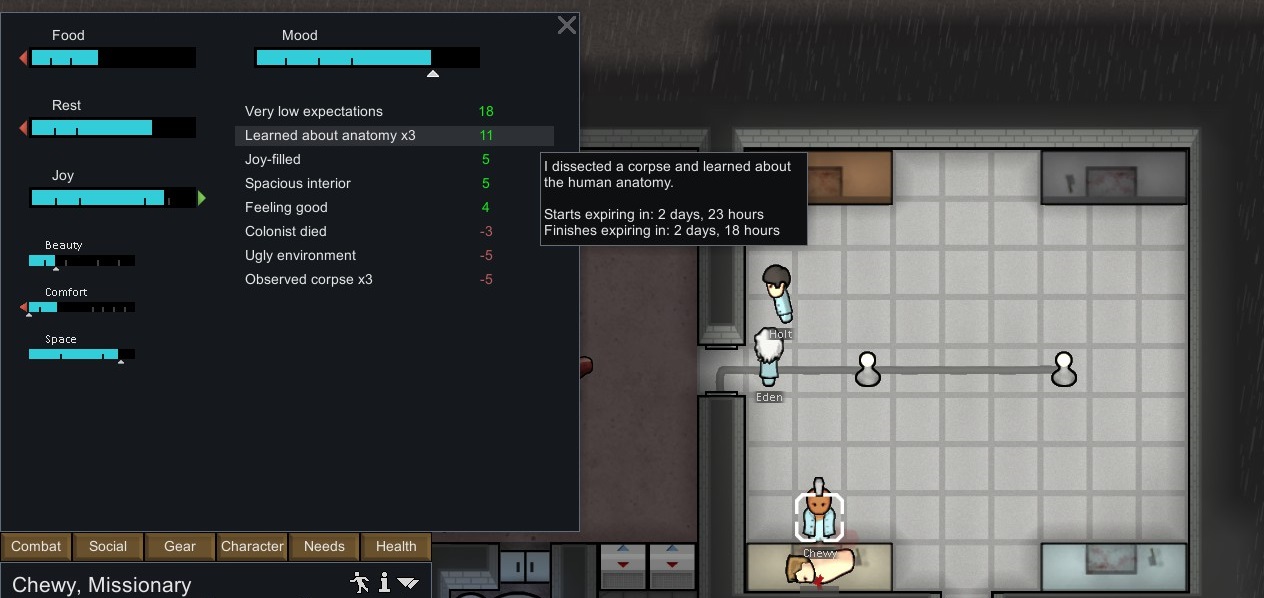 Food
Mood
Rest
Joy
Beauty
Comfort
Space
Very low expectations 18
Learned about anatomy x3 11
Joy-filled 5
Spacious interior 5
Feeling good 4
Colonist died -3
Ugly environment -5
Observed corpse x3 -5
I dissected a corpse and learned about
the human anatomy.
Starts expiring in: 2 days, 23 hours
Finishes expiring in: 2 days, 18 hours
Holt
Eden
Chewy
Combat Social Gear Character Needs Health
Chewy, Missionary